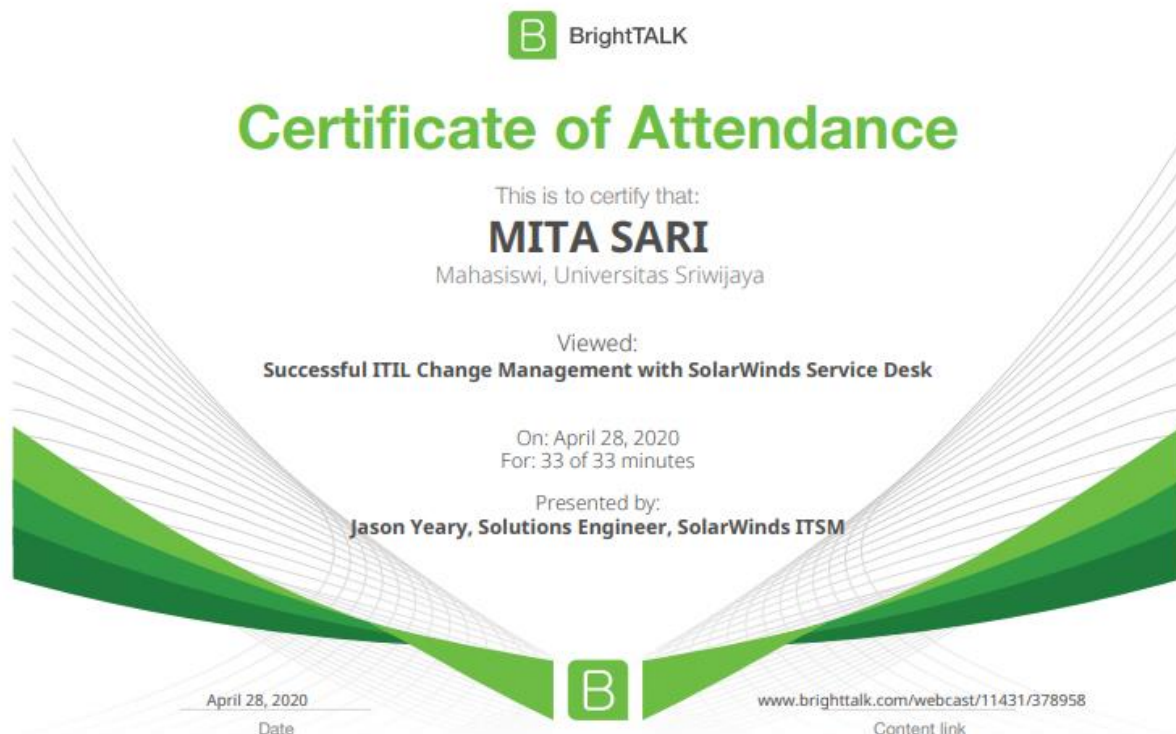 B BrightTALK
Certificate of Attendance
This is to certify that:
MITA SARI
Mahasiswi, Universitas Sriwijaya
Viewed:
Successful ITIL Change Management with SolarWinds Service Desk
On: April 28, 2020
For: 33 of 33 minutes
Presented by:
Jason Yeary, Solutions Engineer, SolarWinds ITSM
B
April 28, 2020
www.brighttalk.com/webcast/11431/378958
Date
Content link